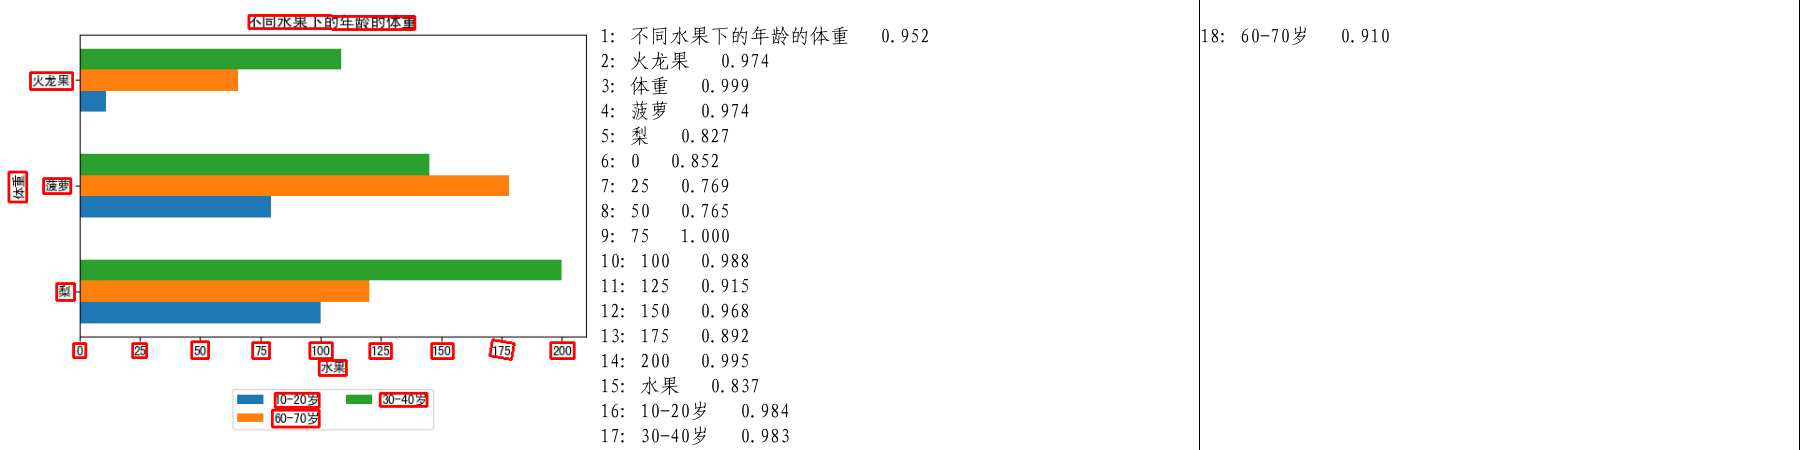 不同水果下的年龄的体重
火龙果
体重
菠萝
梨
0 25 50 75 100 125 150 175 200
水果
10-20岁 30-40岁
60-70岁
1: 不同水果下的年龄的体重 0.952
2: 火龙果 0.974
3: 体重 0.999
4: 菠萝 0.974
5: 梨 0.827
6: 0 0.852
7: 25 0.769
8: 50 0.765
9: 75 1.000
10: 100 0.988
11: 125 0.915
12: 150 0.968
13: 175 0.892
14: 200 0.995
15: 水果 0.837
16: 10-20岁 0.984
17: 30-40岁 0.983
18: 60-70岁 0.910